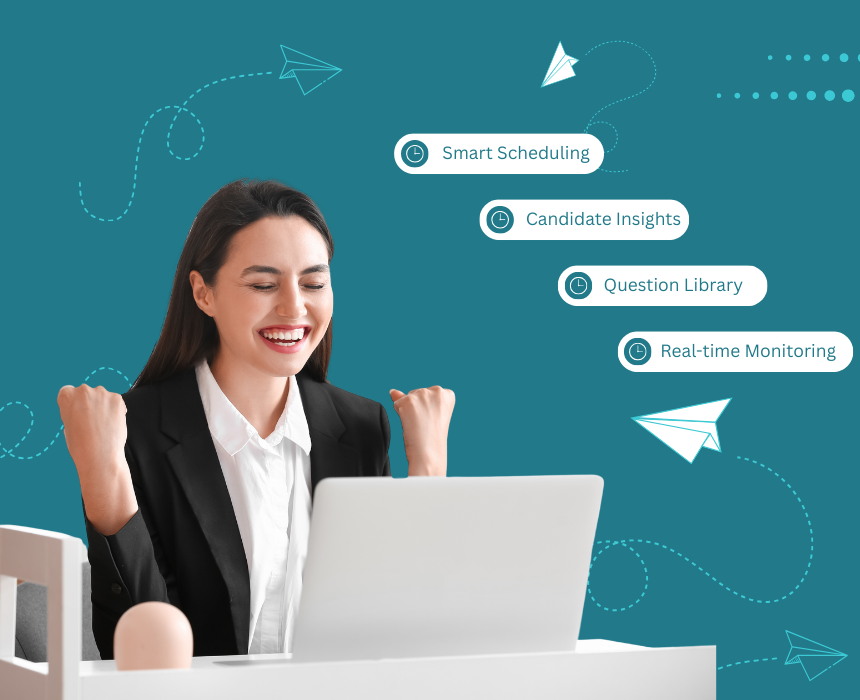 Smart Scheduling
Candidate Insights
Question Library
Real-time Monitoring